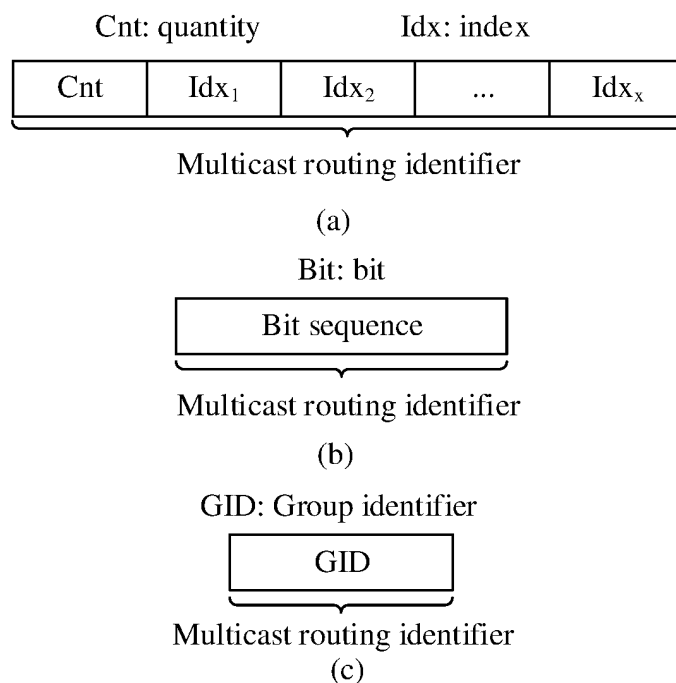 Cnt: quantity Idx: index
Cnt Idx₁ Idx₂ ... Idxₓ
Multicast routing identifier
(a)
Bit: bit
Bit sequence
Multicast routing identifier
(b)
GID: Group identifier
GID
Multicast routing identifier
(c)